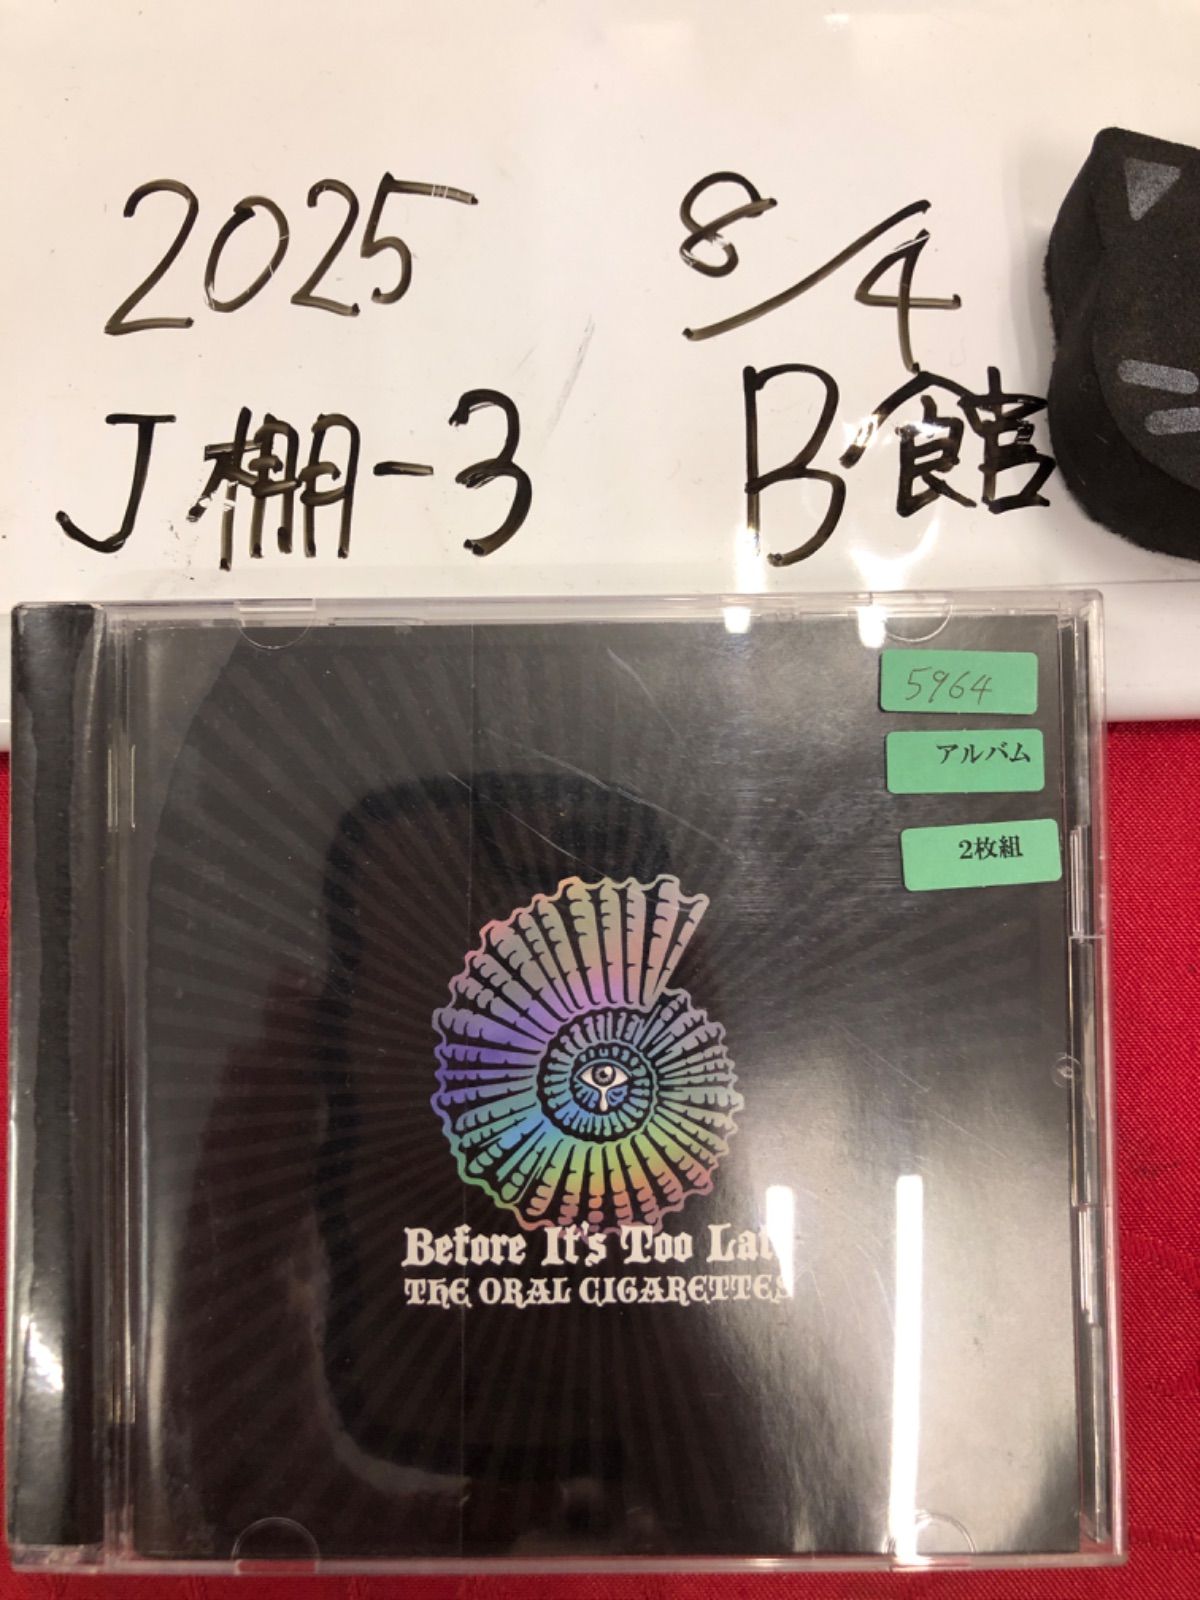 2025 8/4
J棚-3 B館
5964
アルバム
2枚組
Before It's Too
THE ORAL CIGARETTES